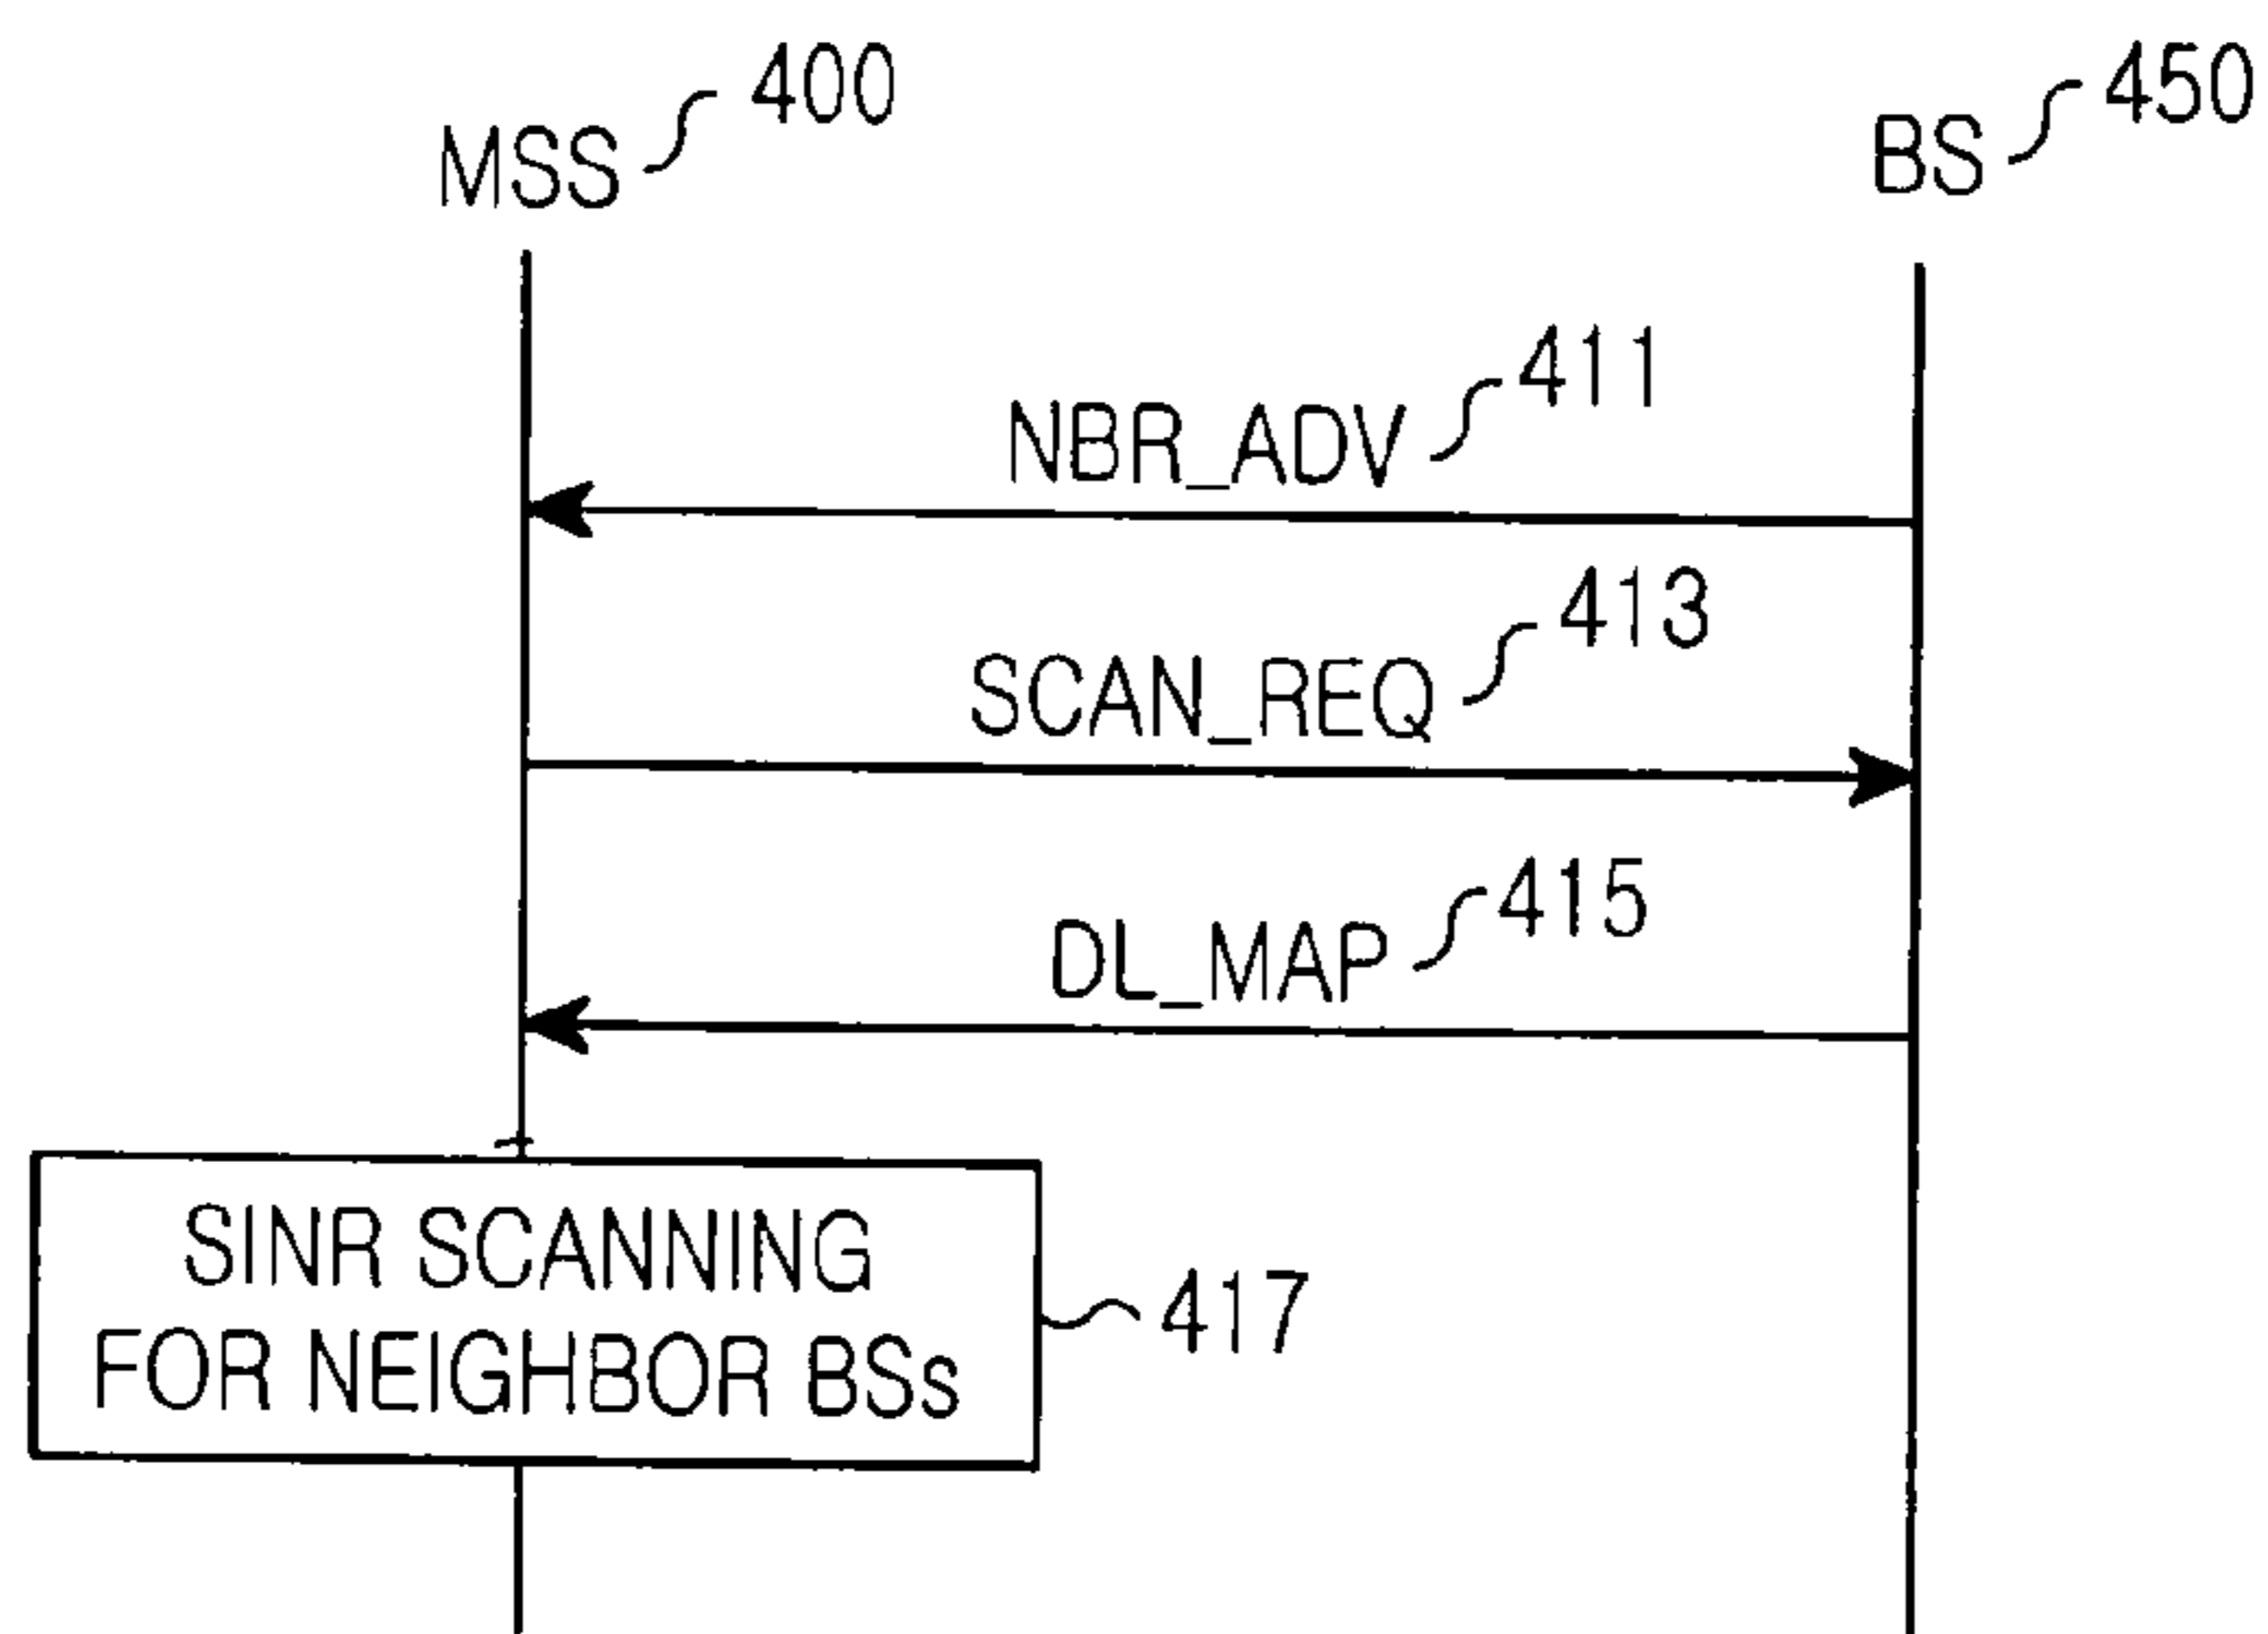 MSS 400
BS 450
NBR_ADV 411
SCAN_REQ 413
DL_MAP 415
SINR SCANNING
FOR NEIGHBOR BSs
417